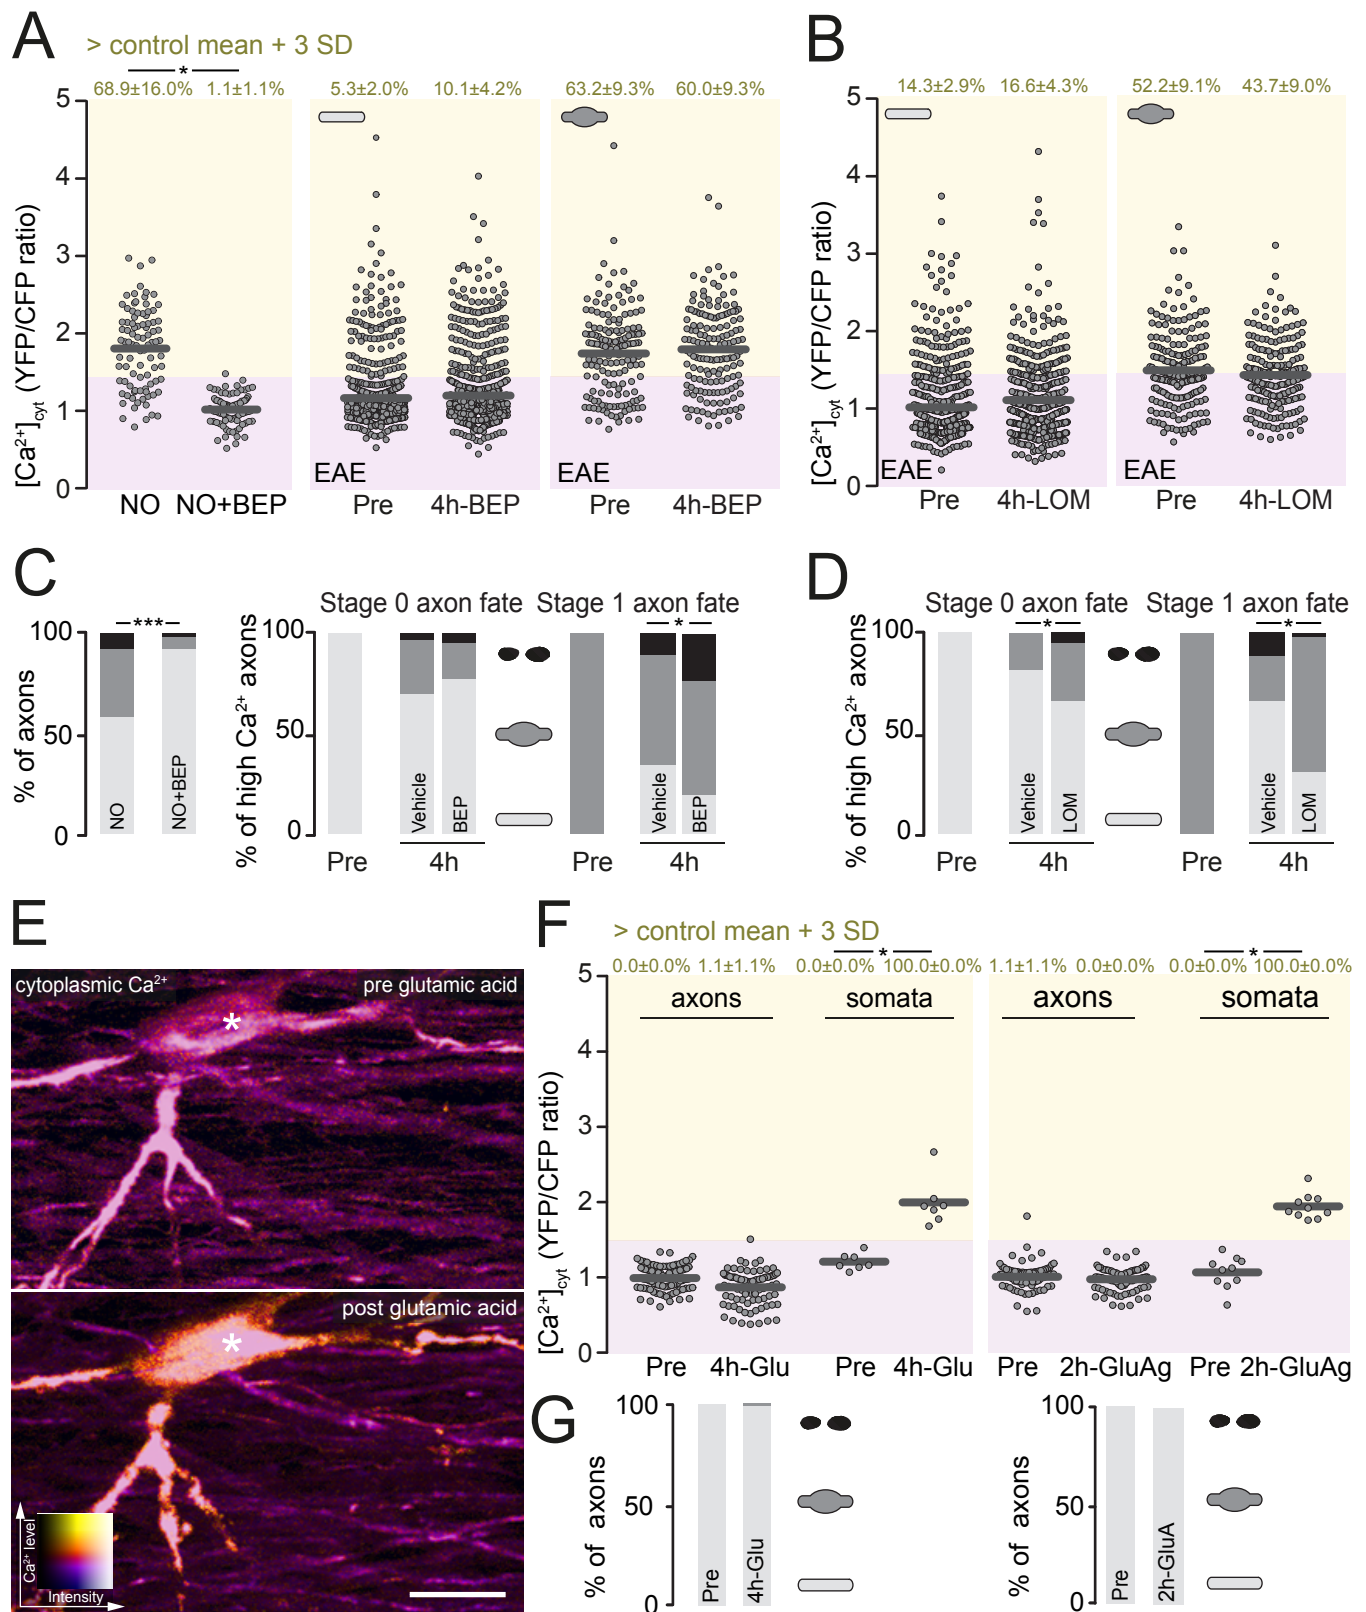 A
> control mean + 3 SD
*
68.9±16.0% 1.1±1.1% 5.3±2.0% 10.1±4.2% 63.2±9.3% 60.0±9.3%
[Ca2+]cyt (YFP/CFP ratio)
5
4
3
2
1
0
EAE EAE
NO NO+BEP Pre 4h-BEP Pre 4h-BEP
B
14.3±2.9% 16.6±4.3% 52.2±9.1% 43.7±9.0%
[Ca2+]cyt (YFP/CFP ratio)
5
4
3
2
1
0
EAE EAE
Pre 4h-LOM Pre 4h-LOM
C
% of axons
100
50
0
***
NO
NO+BEP
Stage 0 axon fate Stage 1 axon fate
% of high Ca2+ axons
100
50
0
*
Vehicle
BEP
Vehicle
BEP
Pre 4h Pre 4h
D
Stage 0 axon fate Stage 1 axon fate
% of high Ca2+ axons
100
50
0
* *
Vehicle
LOM
Vehicle
LOM
Pre 4h Pre 4h
E
cytoplasmic Ca2+ pre glutamic acid
*
post glutamic acid
*
Ca2+ level
Intensity
F
> control mean + 3 SD
* *
0.0±0.0% 1.1±1.1% 0.0±0.0% 100.0±0.0% 1.1±1.1% 0.0±0.0% 0.0±0.0% 100.0±0.0%
axons somata axons somata
[Ca2+]cyt (YFP/CFP ratio)
5
4
3
2
1
0
Pre 4h-Glu Pre 4h-Glu Pre 2h-GluAg Pre 2h-GluAg
G
% of axons
100
50
0
Pre
4h-Glu
% of axons
100
50
0
Pre
2h-GluA